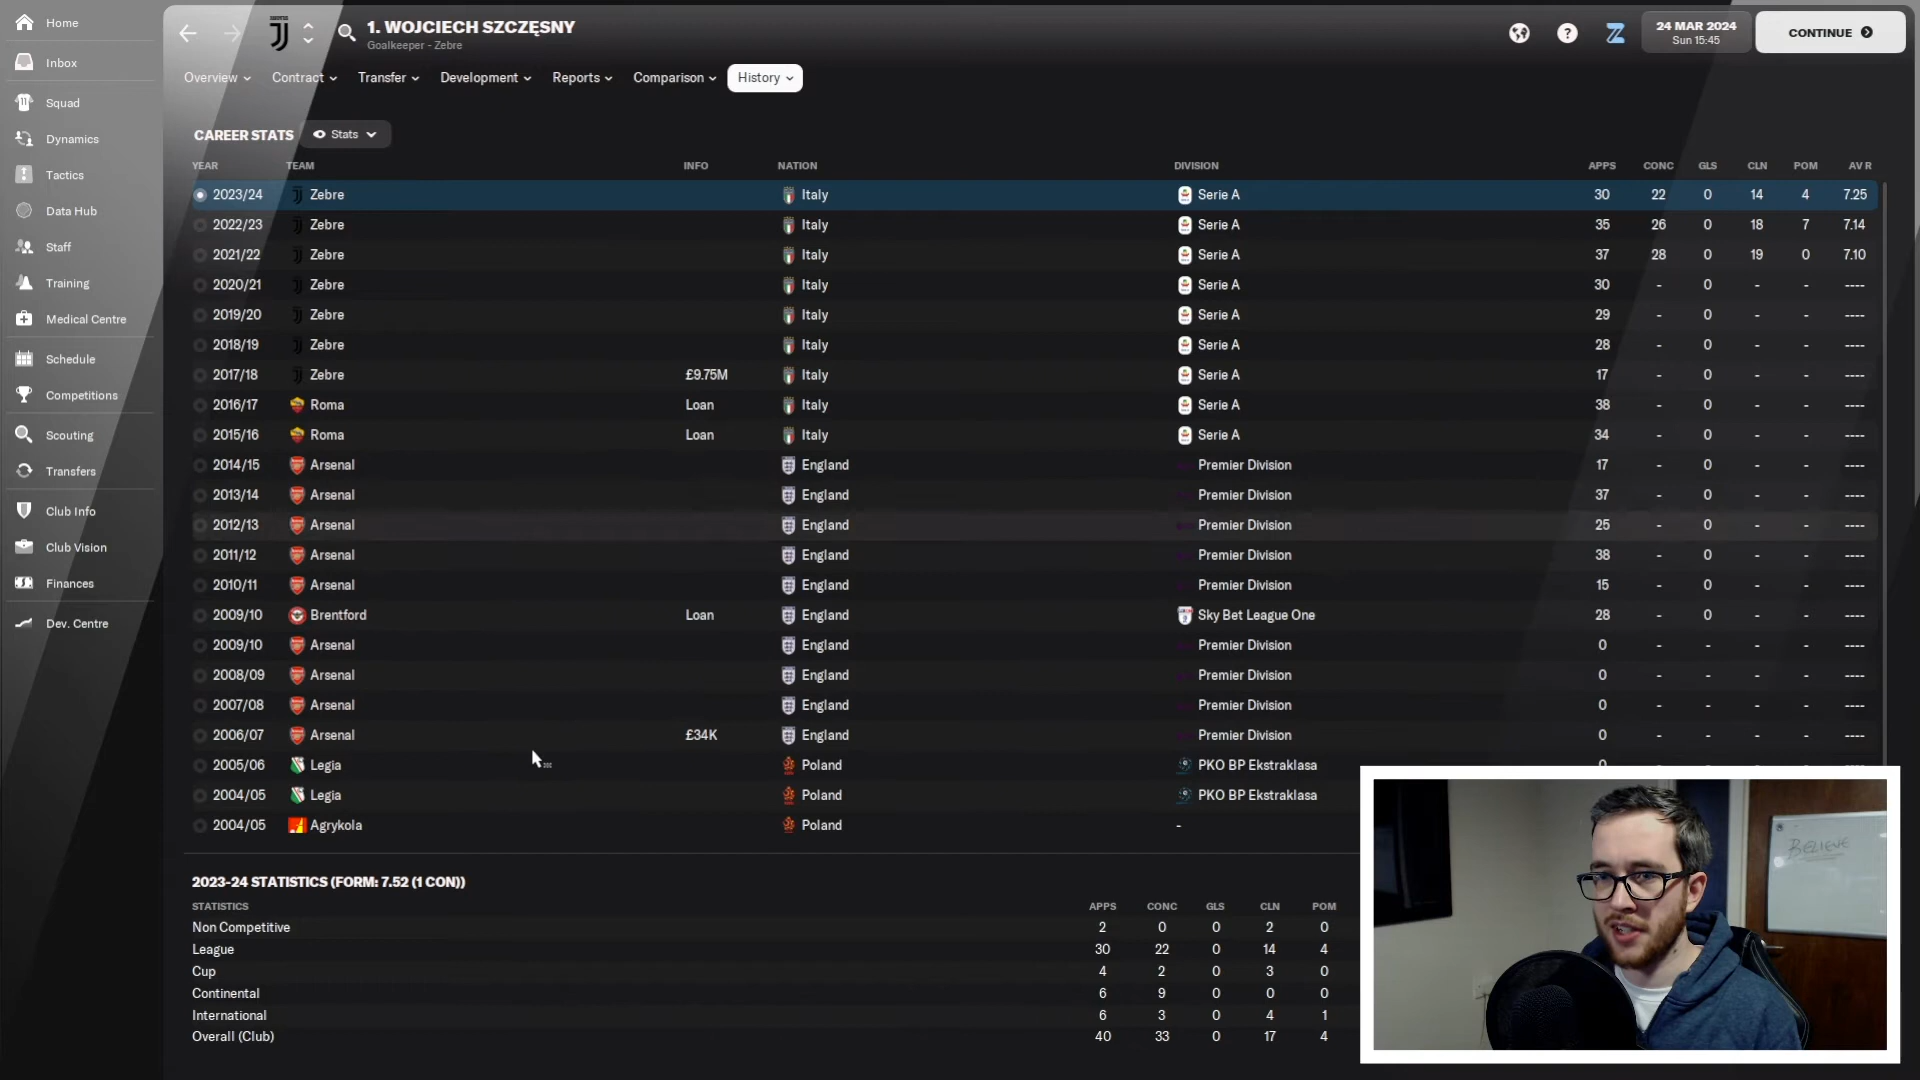 Home
Inbox
Squad
Dynamics
Tactics
Data Hub
Staff
Training
Medical Centre
Schedule
Competitions
Scouting
Transfers
Club Info
Club Vision
Finances
Dev. Centre
1. WOJCIECH SZCZĘSNY
Goalkeeper - Zebre
24 MAR 2024
Sun 15:45
CONTINUE
Overview Contract Transfer Development Reports Comparison History
CAREER STATS Stats
YEAR TEAM INFO NATION DIVISION APPS CONC GLS CLN POM AV R
2023/24 Zebre Italy Serie A 30 22 0 14 4 7.25
2022/23 Zebre Italy Serie A 35 26 0 18 7 7.14
2021/22 Zebre Italy Serie A 37 28 0 19 0 7.10
2020/21 Zebre Italy Serie A 30 - 0 - - ----
2019/20 Zebre Italy Serie A 29 - 0 - - ----
2018/19 Zebre Italy Serie A 28 - 0 - - ----
2017/18 Zebre £9.75M Italy Serie A 17 - 0 - - ----
2016/17 Roma Loan Italy Serie A 38 - 0 - - ----
2015/16 Roma Loan Italy Serie A 34 - 0 - - ----
2014/15 Arsenal England Premier Division 17 - 0 - - ----
2013/14 Arsenal England Premier Division 37 - 0 - - ----
2012/13 Arsenal England Premier Division 25 - 0 - - ----
2011/12 Arsenal England Premier Division 38 - 0 - - ----
2010/11 Arsenal England Premier Division 15 - 0 - - ----
2009/10 Brentford Loan England Sky Bet League One 28 - 0 - - ----
2009/10 Arsenal England Premier Division 0 - - - - ----
2008/09 Arsenal England Premier Division 0 - - - - ----
2007/08 Arsenal England Premier Division 0 - - - - ----
2006/07 Arsenal £34K England Premier Division 0 - - - - ----
2005/06 Legia Poland PKO BP Ekstraklasa
2004/05 Legia Poland PKO BP Ekstraklasa
2004/05 Agrykola Poland -
2023-24 STATISTICS (FORM: 7.52 (1 CON))
STATISTICS APPS CONC GLS CLN POM
Non Competitive 2 0 0 2 0
League 30 22 0 14 4
Cup 4 2 0 3 0
Continental 6 9 0 0 0
International 6 3 0 4 1
Overall (Club) 40 33 0 17 4
BELIEVE